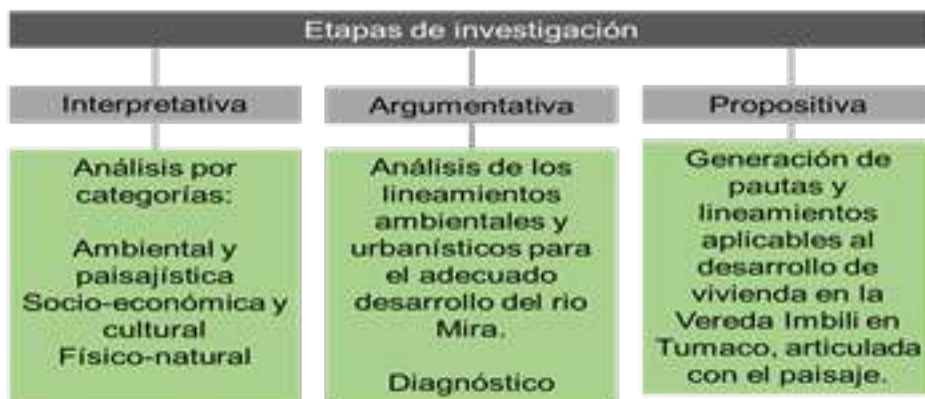 Etapas de investigación
Interpretativa
Análisis por
categorías:
Ambiental y
paisajística
Socio-económica y
cultural
Físico-natural
Argumentativa
Análisis de los
lineamientos
ambientales y
urbanísticos para
el adecuado
desarrollo del rio
Mira.
Diagnóstico
Propositiva
Generación de
pautas y
lineamientos
aplicables al
desarrollo de
vivienda en la
Vereda Imbili en
Tumaco, articulada
con el paisaje.